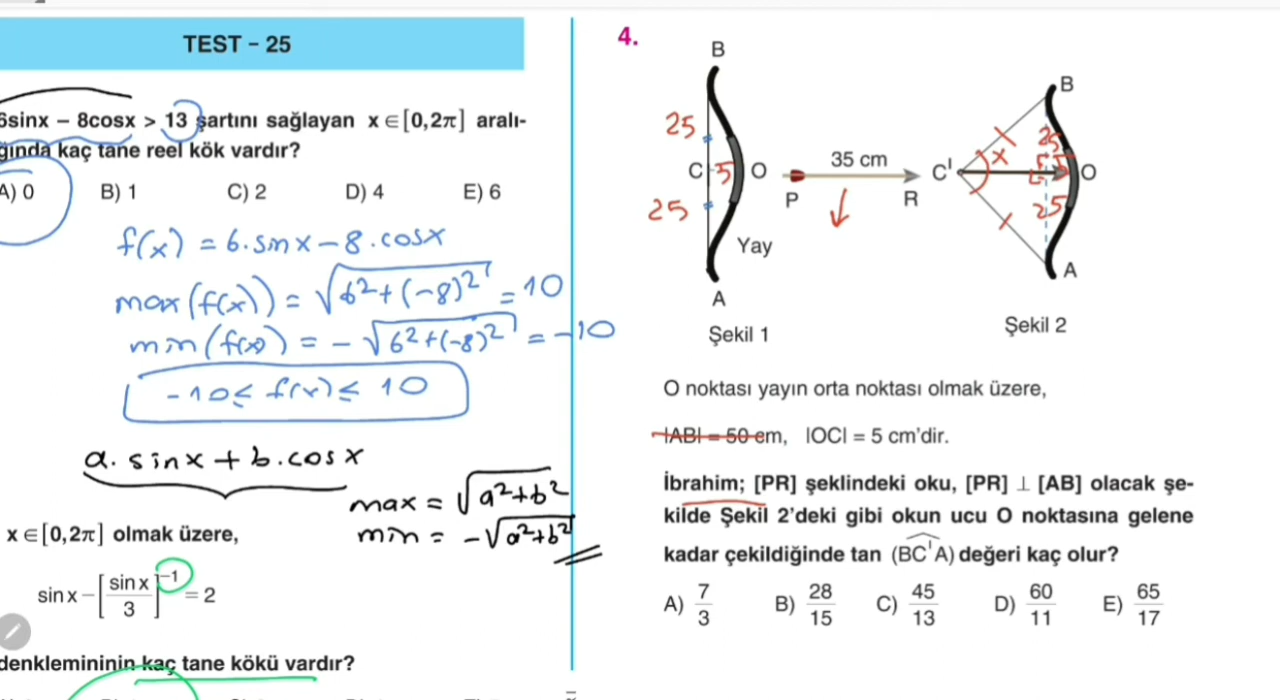 TEST – 25
6sinx – 8cosx > 13 şartını sağlayan x ∈ [0,2π] aralı-
ğında kaç tane reel kök vardır?
A) 0 B) 1 C) 2 D) 4 E) 6
f(x) = 6.sinx – 8.cosx
max(f(x)) = √6²+(-8)² = 10
min(f(x)) = -√6²+(-8)² = -10
-10 ≤ f(x) ≤ 10
a. sinx + b. cosx
max = √a²+b²
min = -√a²+b²
x ∈ [0,2π] olmak üzere,
sinx – [sinx/3]⁻¹ = 2
denklemininin kaç tane kökü vardır?
4.
B
25
C
5
O
25
Yay
A
Şekil 1
35 cm
P
R
B
C'
x
25
5
O
25
A
Şekil 2
O noktası yayın orta noktası olmak üzere,
|AB| = 50 cm, |OC| = 5 cm'dir.
İbrahim; [PR] şeklindeki oku, [PR] ⊥ [AB] olacak şe-
kilde Şekil 2'deki gibi okun ucu O noktasına gelene
kadar çekildiğinde tan (BC'A) değeri kaç olur?
A) 7/3 B) 28/15 C) 45/13 D) 60/11 E) 65/17